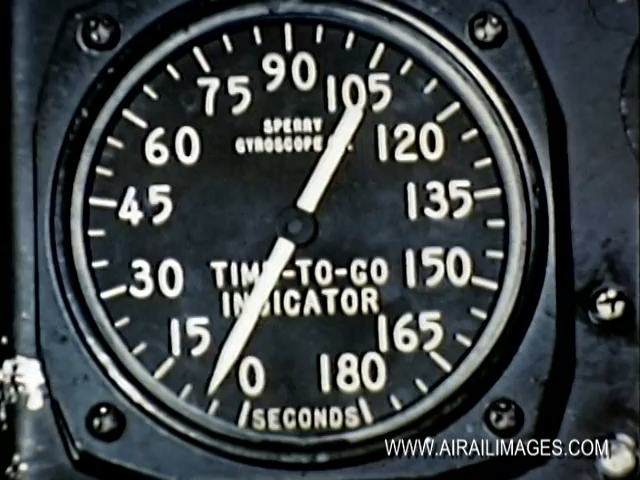 90
75 105
SPERRY
GYROSCOPE
60 120
45 135
30 TIME-TO-GO 150
INDICATOR
15 165
0 180
SECONDS
WWW.AIRAILIMAGES.COM